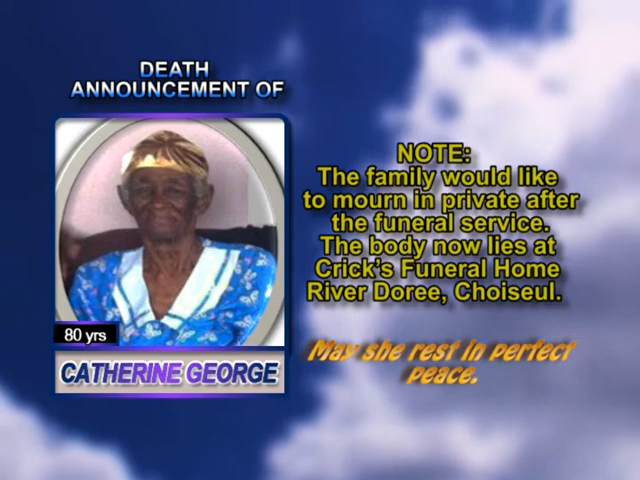 DEATH
ANNOUNCEMENT OF
80 yrs
CATHERINE GEORGE
NOTE:
The family would like
to mourn in private after
the funeral service.
The body now lies at
Crick's Funeral Home
River Doree, Choiseul.
May she rest in perfect
peace.